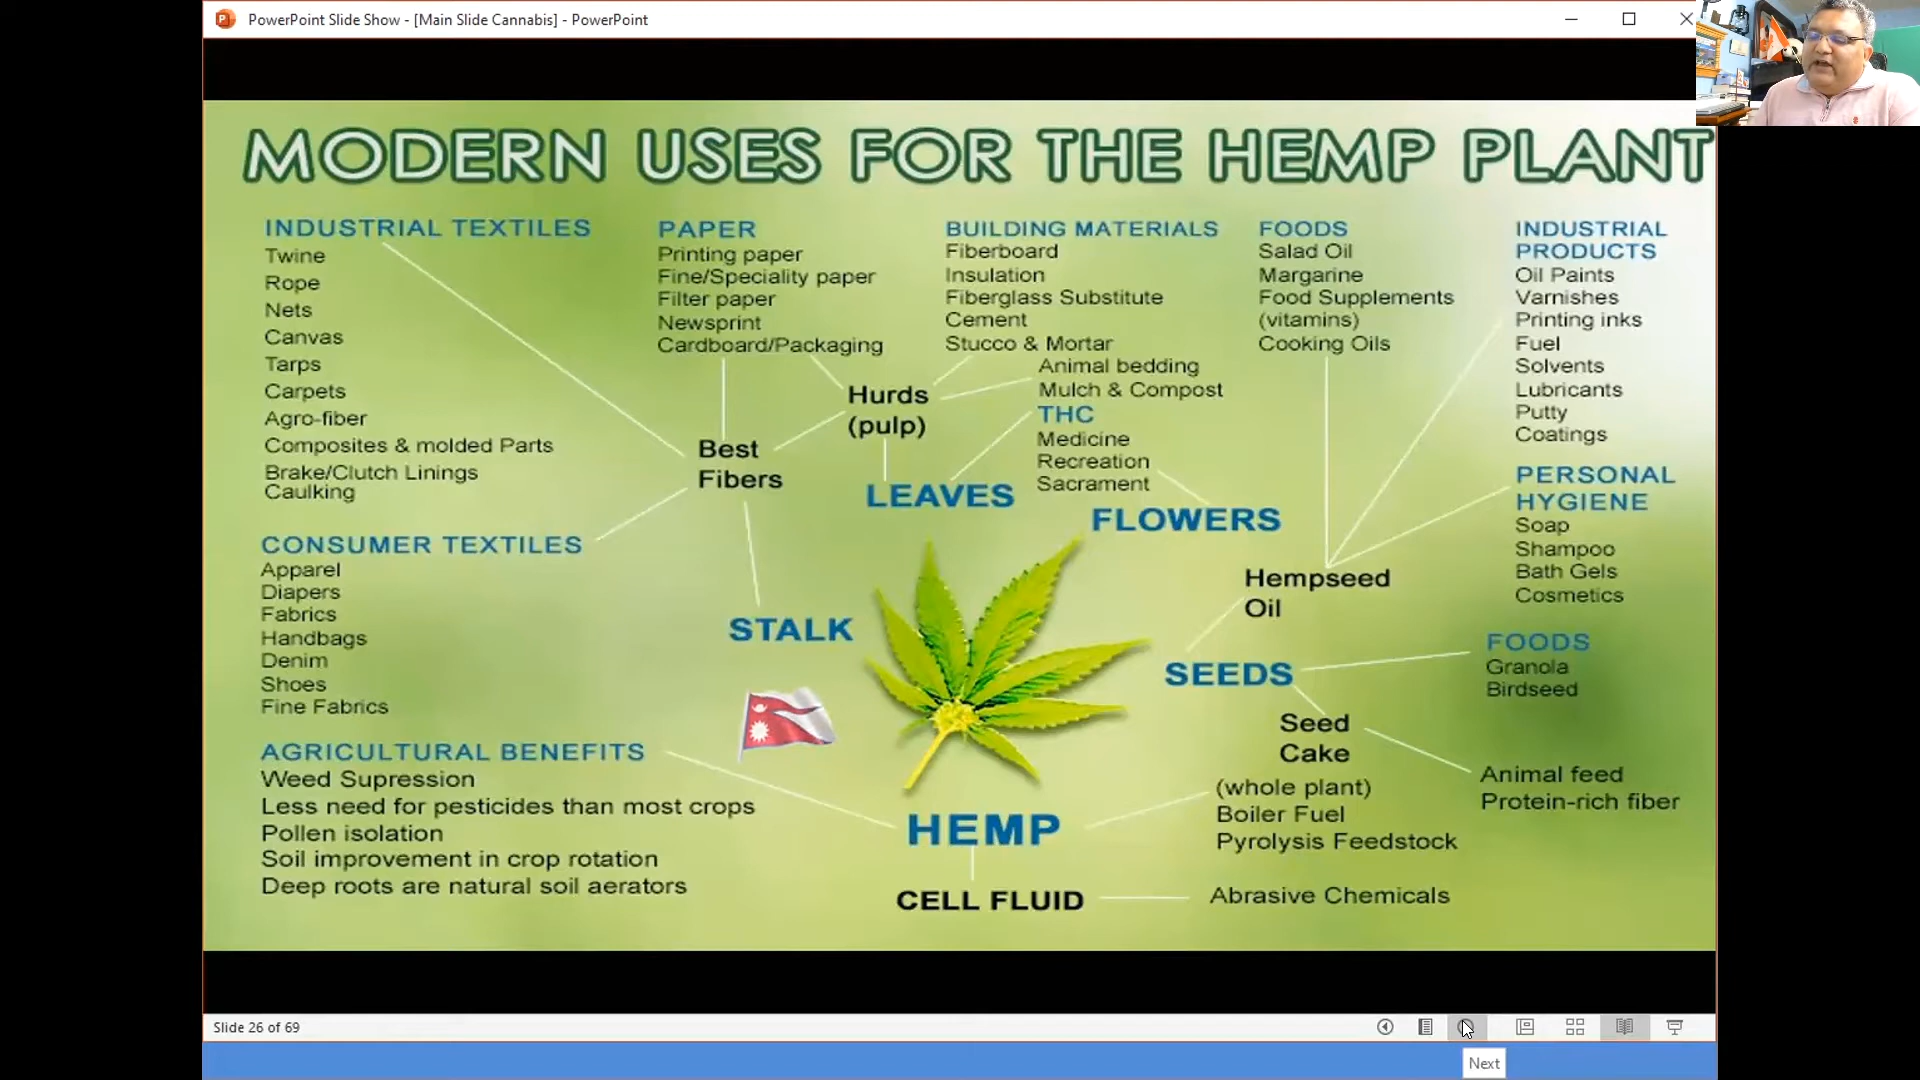 PowerPoint Slide Show - [Main Slide Cannabis] - PowerPoint
MODERN USES FOR THE HEMP PLANT
INDUSTRIAL TEXTILES
Twine
Rope
Nets
Canvas
Tarps
Carpets
Agro-fiber
Composites & molded Parts
Brake/Clutch Linings
Caulking
PAPER
Printing paper
Fine/Speciality paper
Filter paper
Newsprint
Cardboard/Packaging
BUILDING MATERIALS
Fiberboard
Insulation
Fiberglass Substitute
Cement
Stucco & Mortar
Animal bedding
Mulch & Compost
THC
Medicine
Recreation
Sacrament
FOODS
Salad Oil
Margarine
Food Supplements
(vitamins)
Cooking Oils
INDUSTRIAL
PRODUCTS
Oil Paints
Varnishes
Printing inks
Fuel
Solvents
Lubricants
Putty
Coatings
PERSONAL
HYGIENE
Soap
Shampoo
Bath Gels
Cosmetics
Hurds
(pulp)
Best
Fibers
LEAVES
FLOWERS
Hempseed
Oil
STALK
SEEDS
FOODS
Granola
Birdseed
CONSUMER TEXTILES
Apparel
Diapers
Fabrics
Handbags
Denim
Shoes
Fine Fabrics
Seed
Cake
Animal feed
Protein-rich fiber
AGRICULTURAL BENEFITS
Weed Supression
Less need for pesticides than most crops
Pollen isolation
Soil improvement in crop rotation
Deep roots are natural soil aerators
HEMP
(whole plant)
Boiler Fuel
Pyrolysis Feedstock
CELL FLUID
Abrasive Chemicals
Slide 26 of 69
Next